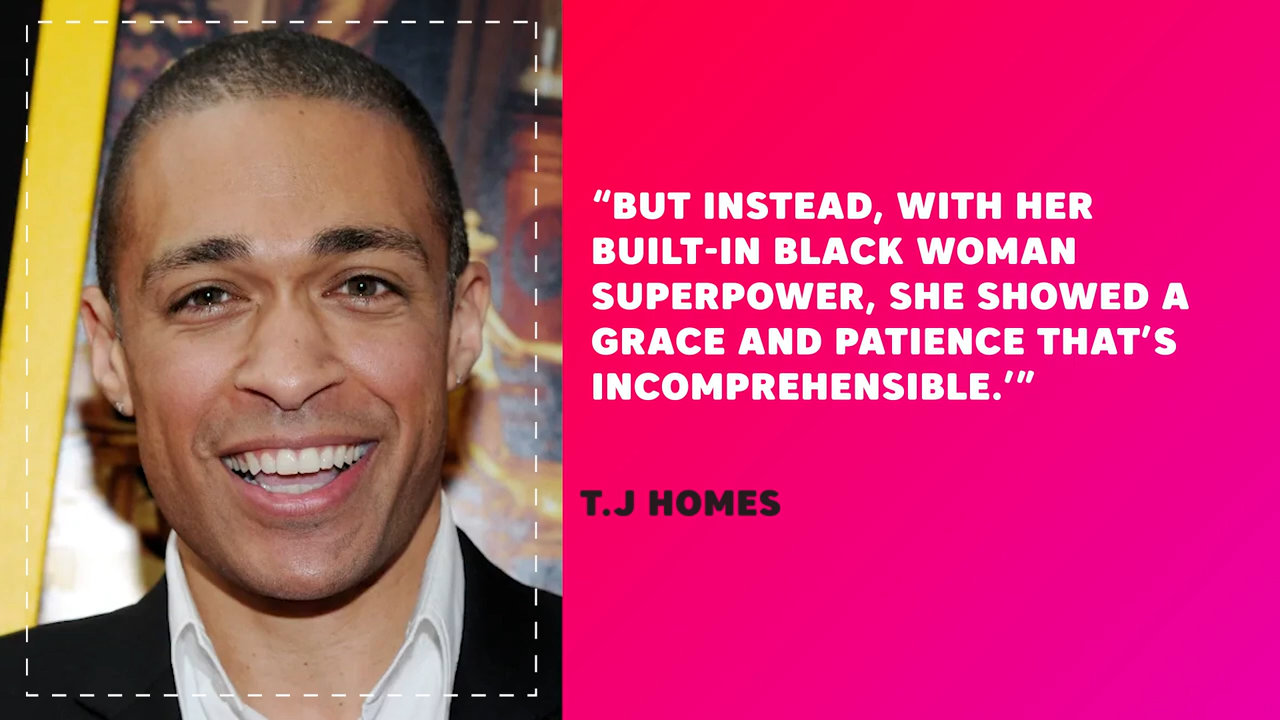 “BUT INSTEAD, WITH HER
BUILT-IN BLACK WOMAN
SUPERPOWER, SHE SHOWED A
GRACE AND PATIENCE THAT’S
INCOMPREHENSIBLE.’”
T.J HOMES